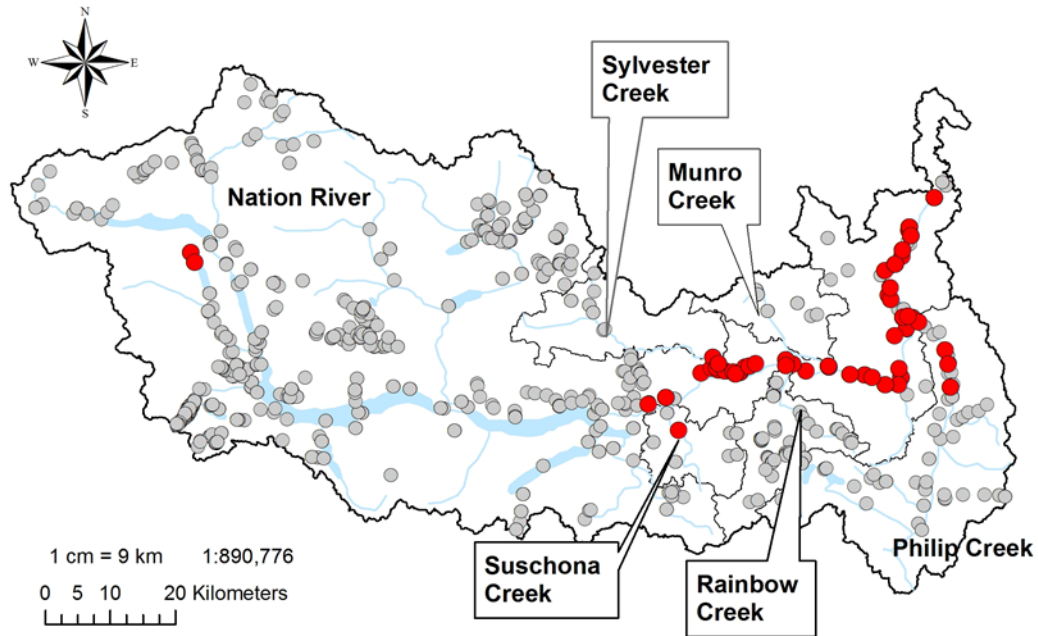 N
W
E
S
Sylvester
Creek
Munro
Creek
Nation River
Suschona
Creek
Rainbow
Creek
Philip Creek
1 cm = 9 km 1:890,776
0 5 10 20 Kilometers